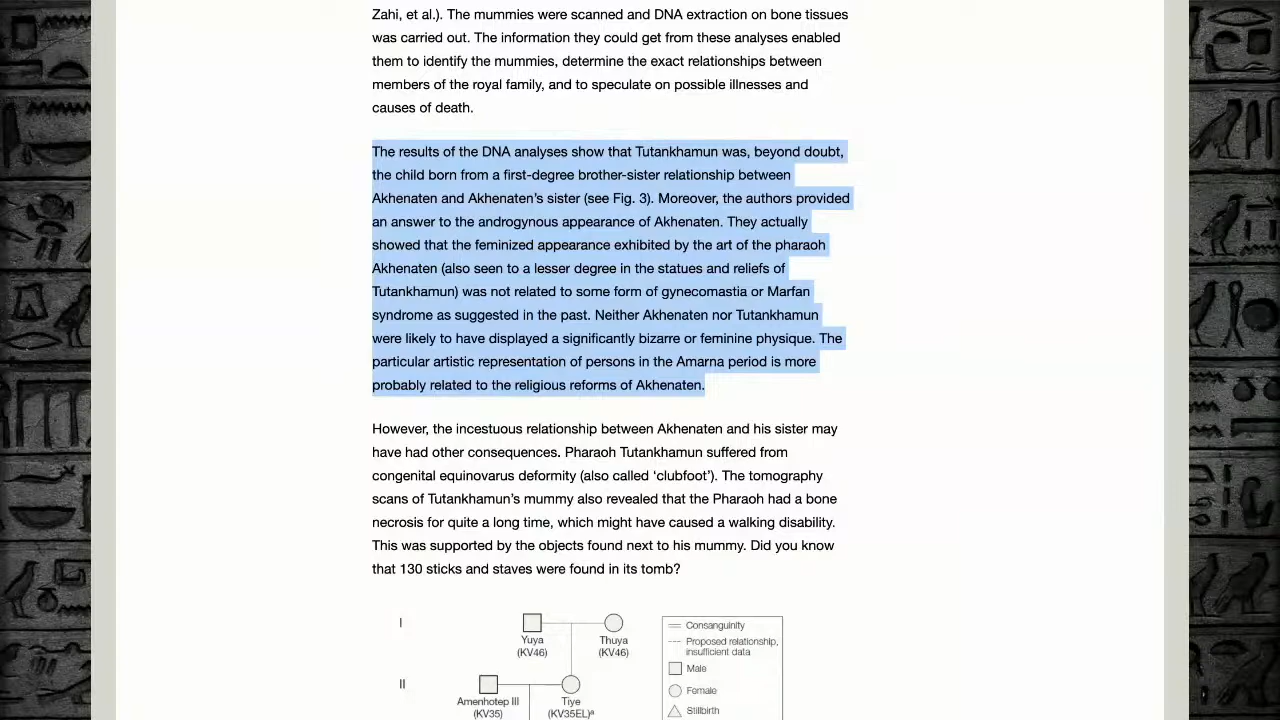 Zahi, et al.). The mummies were scanned and DNA extraction on bone tissues
was carried out. The information they could get from these analyses enabled
them to identify the mummies, determine the exact relationships between
members of the royal family, and to speculate on possible illnesses and
causes of death.
The results of the DNA analyses show that Tutankhamun was, beyond doubt,
the child born from a first-degree brother-sister relationship between
Akhenaten and Akhenaten’s sister (see Fig. 3). Moreover, the authors provided
an answer to the androgynous appearance of Akhenaten. They actually
showed that the feminized appearance exhibited by the art of the pharaoh
Akhenaten (also seen to a lesser degree in the statues and reliefs of
Tutankhamun) was not related to some form of gynecomastia or Marfan
syndrome as suggested in the past. Neither Akhenaten nor Tutankhamun
were likely to have displayed a significantly bizarre or feminine physique. The
particular artistic representation of persons in the Amarna period is more
probably related to the religious reforms of Akhenaten.
However, the incestuous relationship between Akhenaten and his sister may
have had other consequences. Pharaoh Tutankhamun suffered from
congenital equinovarus deformity (also called ‘clubfoot’). The tomography
scans of Tutankhamun’s mummy also revealed that the Pharaoh had a bone
necrosis for quite a long time, which might have caused a walking disability.
This was supported by the objects found next to his mummy. Did you know
that 130 sticks and staves were found in its tomb?
I
Yuya
(KV46)
Thuya
(KV46)
II
Amenhotep III
(KV35)
Tiye
(KV35EL)ª
Consanguinity
Proposed relationship,
insufficient data
Male
Female
Stillbirth